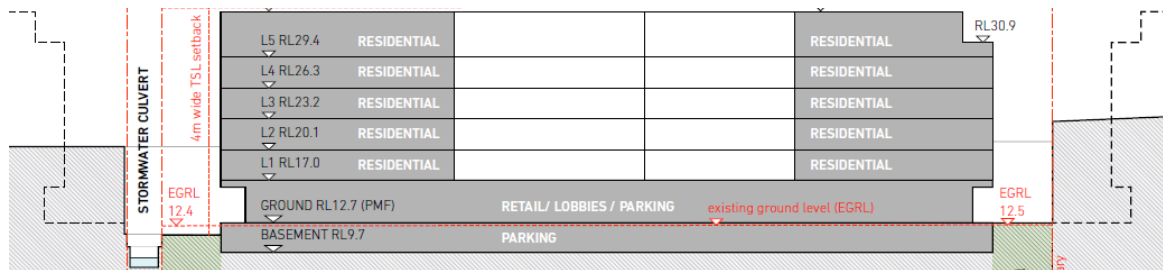 RL30.9
L5 RL29.4 RESIDENTIAL RESIDENTIAL
L4 RL26.3 RESIDENTIAL RESIDENTIAL
L3 RL23.2 RESIDENTIAL RESIDENTIAL
L2 RL20.1 RESIDENTIAL RESIDENTIAL
L1 RL17.0 RESIDENTIAL RESIDENTIAL
STORMWATER CULVERT
4m wide TSL setback
EGRL
12.4
GROUND RL12.7 (PMF) RETAIL/ LOBBIES / PARKING existing ground level (EGRL)
EGRL
12.5
BASEMENT RL9.7 PARKING